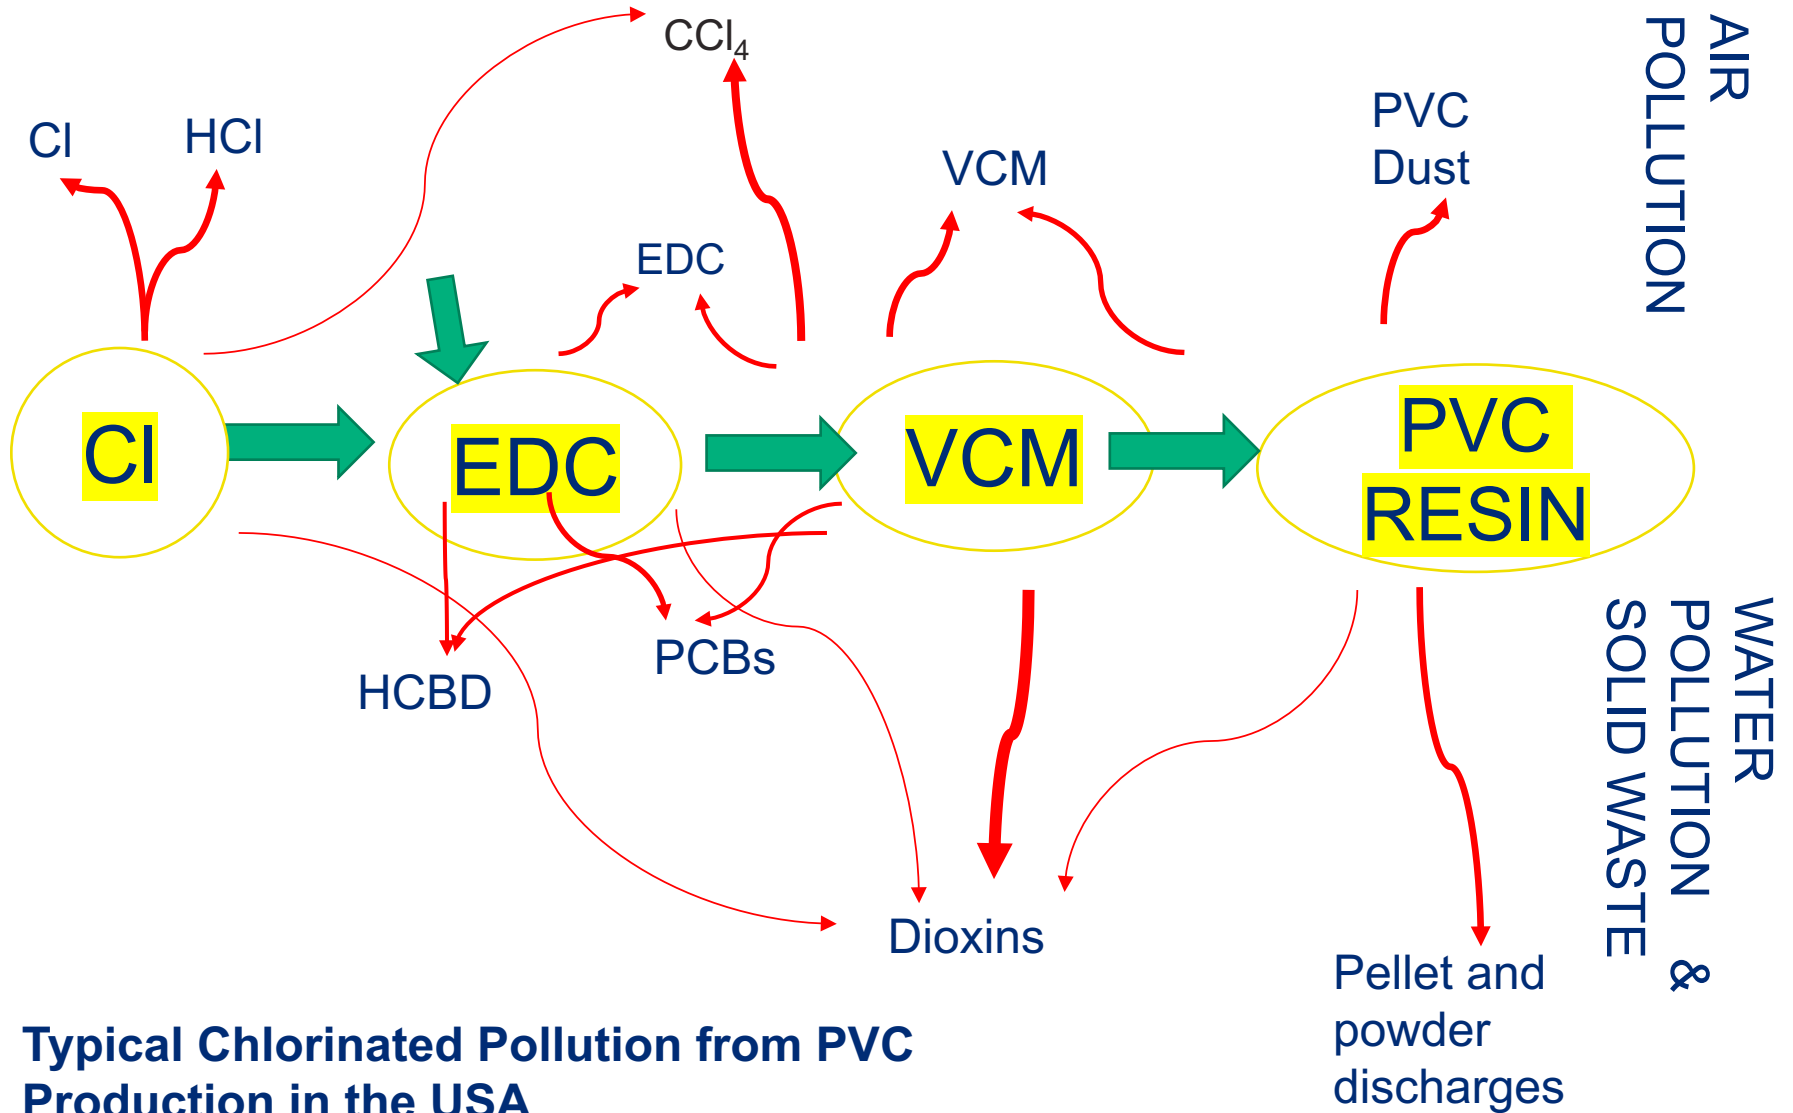 CCl4
Cl
HCl
PVC
Dust
VCM
EDC
AIR
POLLUTION
Cl
EDC
VCM
PVC
RESIN
HCBD
PCBs
Dioxins
WATER
POLLUTION &
SOLID WASTE
Pellet and
powder
discharges
Typical Chlorinated Pollution from PVC
Production in the USA